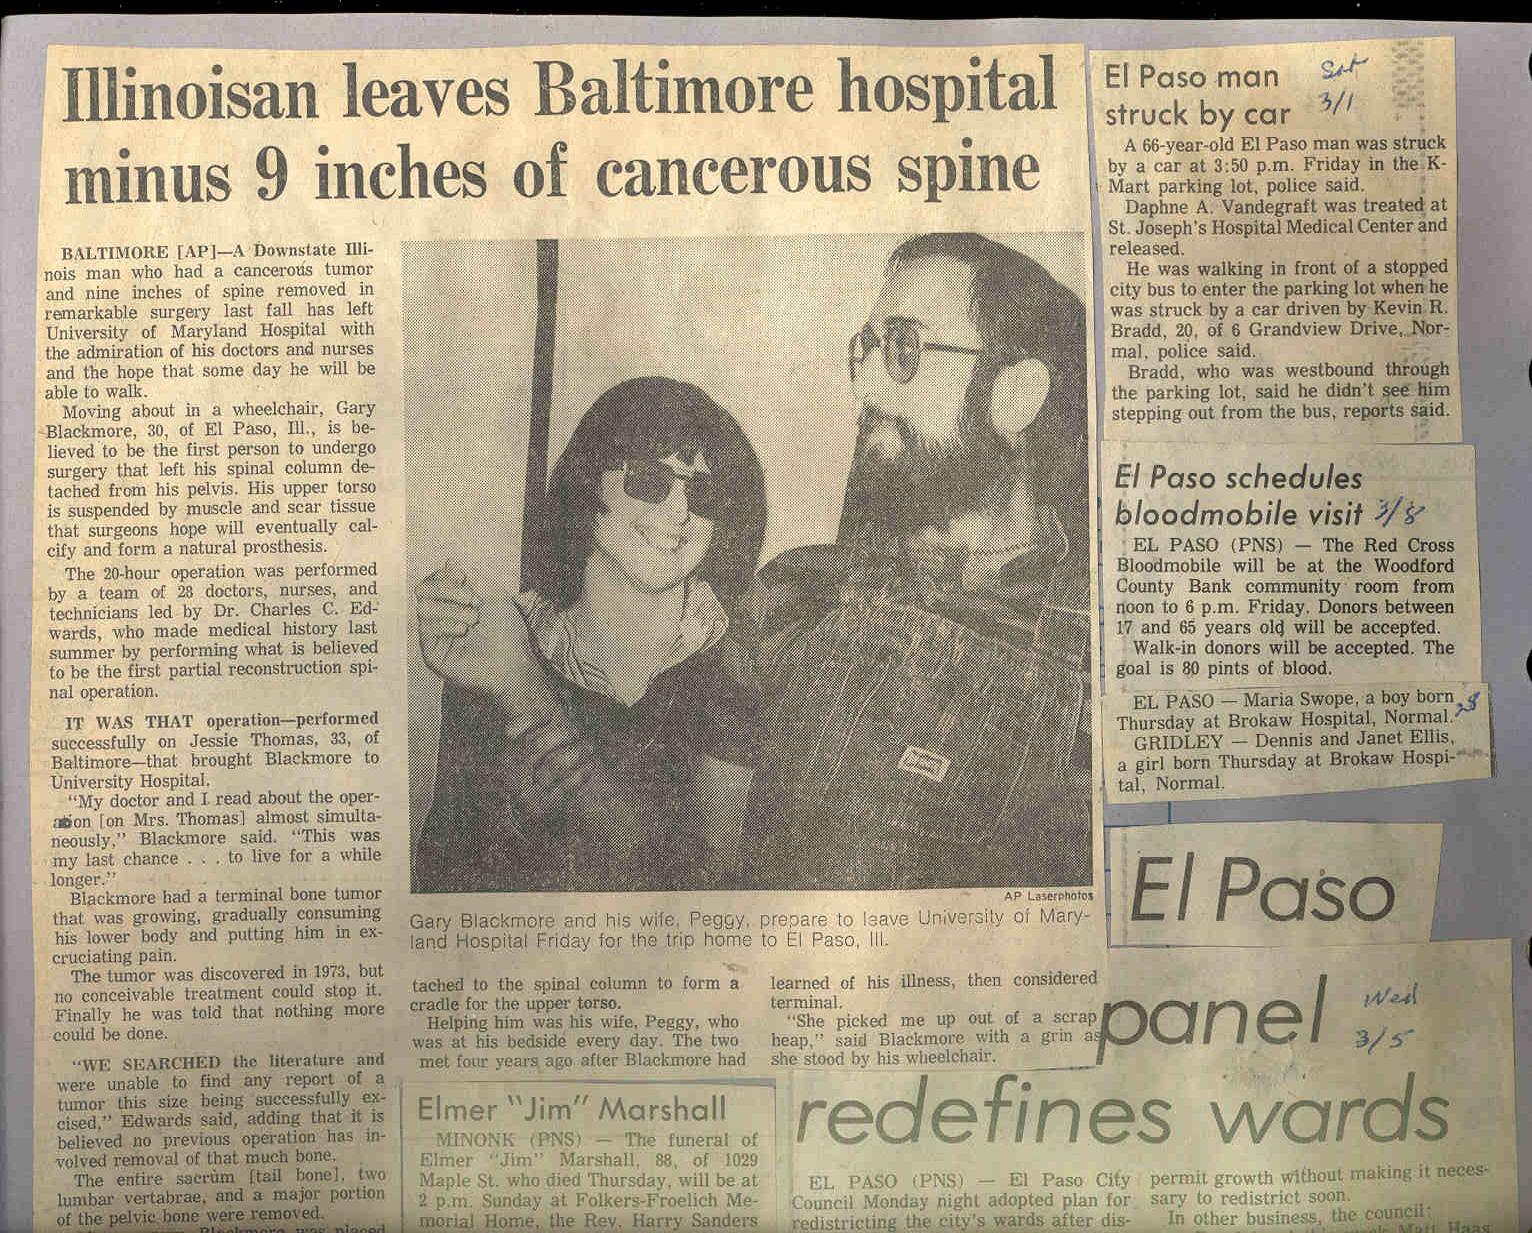 Illinoisan leaves Baltimore hospital
minus 9 inches of cancerous spine
BALTIMORE [AP]—A Downstate Illi-
nois man who had a cancerous tumor
and nine inches of spine removed in
remarkable surgery last fall has left
University of Maryland Hospital with
the admiration of his doctors and nurses
and the hope that some day he will be
able to walk.
Moving about in a wheelchair, Gary
Blackmore, 30, of El Paso, Ill., is be-
lieved to be the first person to undergo
surgery that left his spinal column de-
tached from his pelvis. His upper torso
is suspended by muscle and scar tissue
that surgeons hope will eventually cal-
cify and form a natural prosthesis.
The 20-hour operation was performed
by a team of 28 doctors, nurses, and
technicians led by Dr. Charles C. Ed-
wards, who made medical history last
summer by performing what is believed
to be the first partial reconstruction spi-
nal operation.
IT WAS THAT operation—performed
successfully on Jessie Thomas, 33, of
Baltimore—that brought Blackmore to
University Hospital.
"My doctor and I read about the oper-
ation [on Mrs. Thomas] almost simulta-
neously," Blackmore said. "This was
my last chance . . . to live for a while
longer."
Blackmore had a terminal bone tumor
that was growing, gradually consuming
his lower body and putting him in ex-
cruciating pain.
The tumor was discovered in 1973, but
no conceivable treatment could stop it.
Finally he was told that nothing more
could be done.
"WE SEARCHED the literature and
were unable to find any report of a
tumor this size being successfully ex-
cised," Edwards said, adding that it is
believed no previous operation has in-
volved removal of that much bone.
The entire sacrum [tail bone], two
lumbar vertabrae, and a major portion
of the pelvic bone were removed.
Blackmore was placed
AP Laserphotos
Gary Blackmore and his wife, Peggy, prepare to leave University of Mary-
land Hospital Friday for the trip home to El Paso, Ill.
tached to the spinal column to form a
cradle for the upper torso.
Helping him was his wife, Peggy, who
was at his bedside every day. The two
met four years ago after Blackmore had
learned of his illness, then considered
terminal.
"She picked me up out of a scrap
heap," said Blackmore with a grin as
she stood by his wheelchair.
El Paso man
struck by car
Sat
3/1
A 66-year-old El Paso man was struck
by a car at 3:50 p.m. Friday in the K-
Mart parking lot, police said.
Daphne A. Vandegraft was treated at
St. Joseph's Hospital Medical Center and
released.
He was walking in front of a stopped
city bus to enter the parking lot when he
was struck by a car driven by Kevin R.
Bradd, 20, of 6 Grandview Drive, Nor-
mal, police said.
Bradd, who was westbound through
the parking lot, said he didn't see him
stepping out from the bus, reports said.
El Paso schedules
bloodmobile visit 3/8
EL PASO (PNS) — The Red Cross
Bloodmobile will be at the Woodford
County Bank community room from
noon to 6 p.m. Friday. Donors between
17 and 65 years old will be accepted.
Walk-in donors will be accepted. The
goal is 80 pints of blood.
EL PASO — Maria Swope, a boy born
Thursday at Brokaw Hospital, Normal.
GRIDLEY — Dennis and Janet Ellis,
a girl born Thursday at Brokaw Hospi-
tal, Normal.
El Paso
panel
Wed
3/5
redefines wards
EL PASO (PNS) — El Paso City
Council Monday night adopted plan for
redistricting the city's wards after dis-
permit growth without making it neces-
sary to redistrict soon.
In other business, the council:
Matt Haas
Elmer "Jim" Marshall
MINONK (PNS) — The funeral of
Elmer "Jim" Marshall, 88, of 1029
Maple St. who died Thursday, will be at
2 p.m. Sunday at Folkers-Froelich Me-
morial Home, the Rev. Harry Sanders